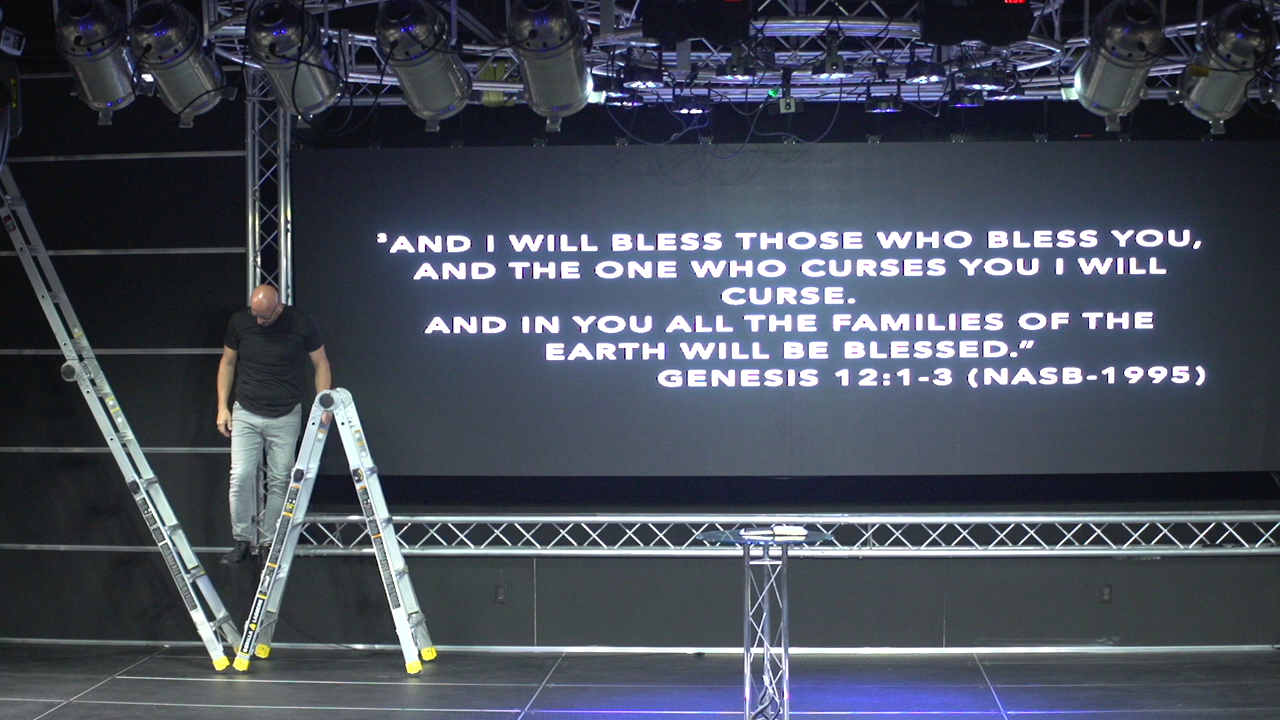 ³AND I WILL BLESS THOSE WHO BLESS YOU,
AND THE ONE WHO CURSES YOU I WILL
CURSE.
AND IN YOU ALL THE FAMILIES OF THE
EARTH WILL BE BLESSED.”
GENESIS 12:1-3 (NASB-1995)